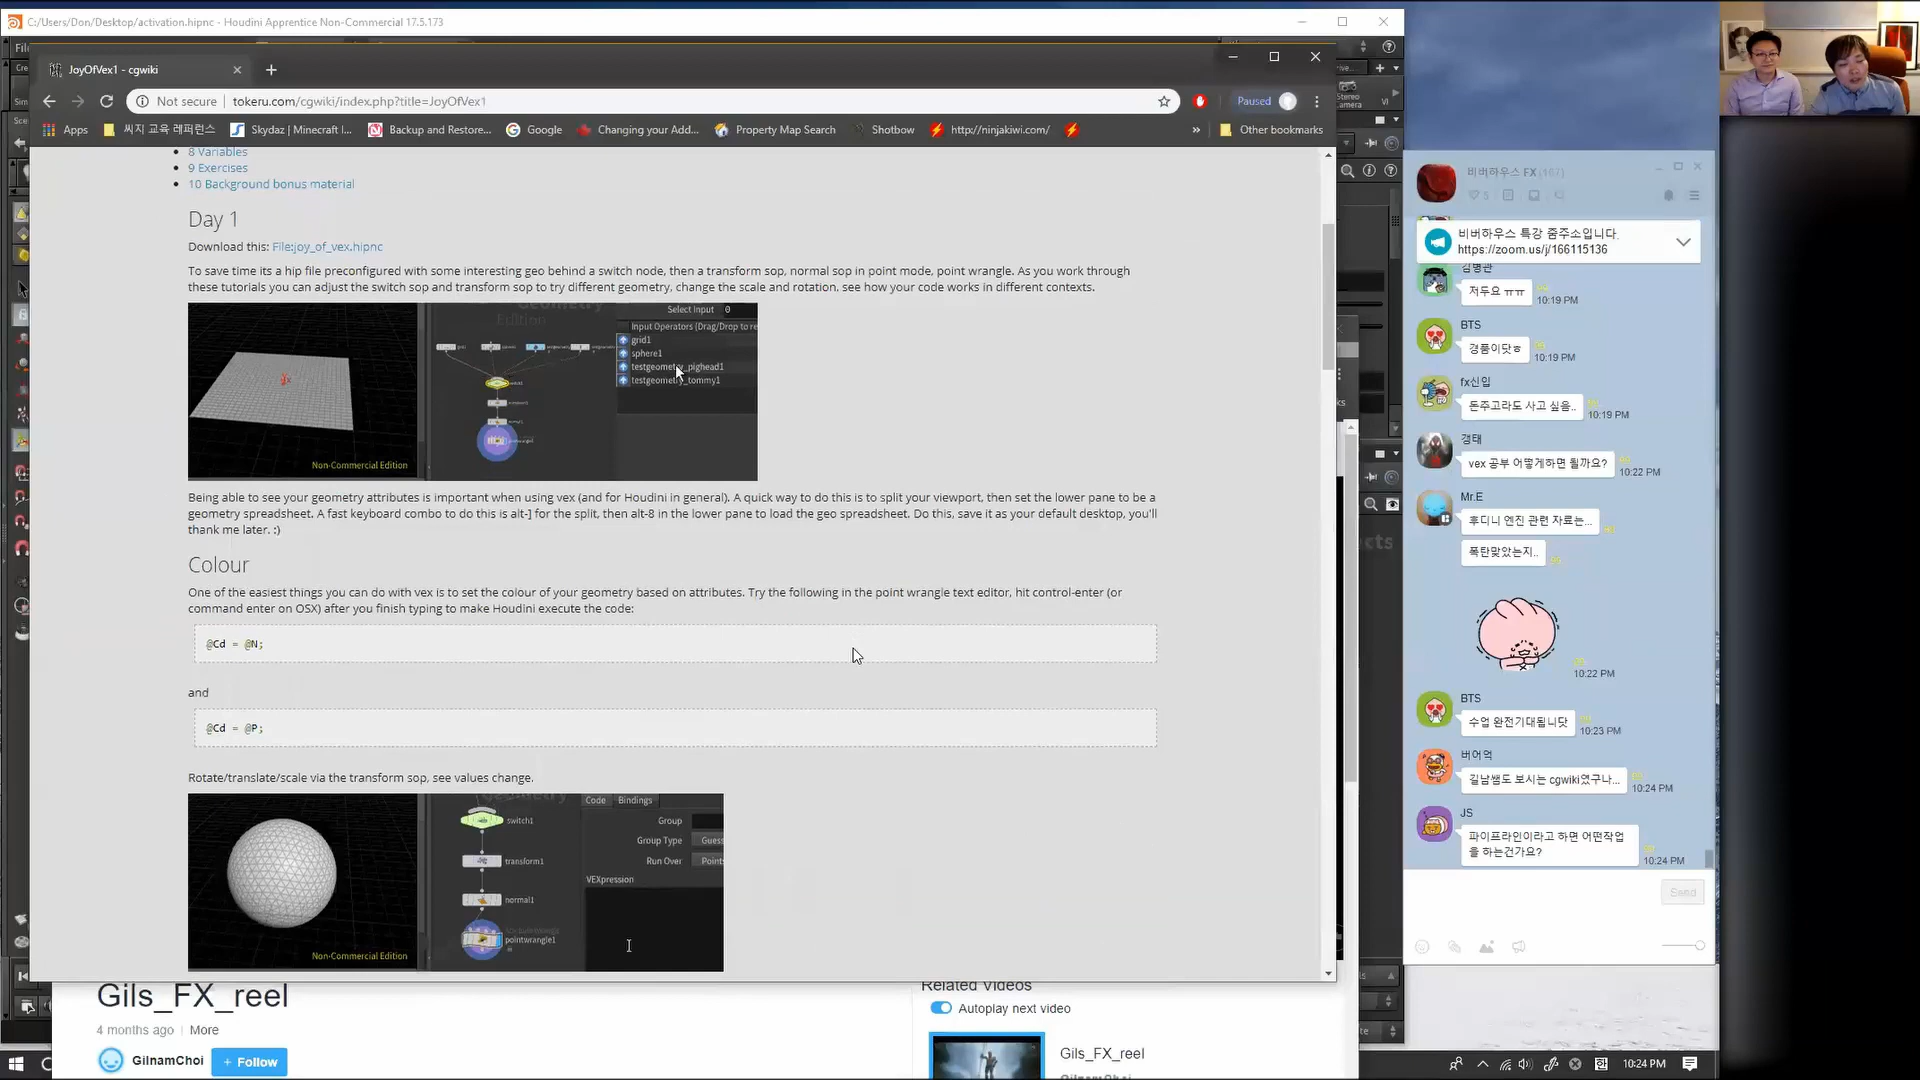 C:/Users/Don/Desktop/activation.hipnc - Houdini Apprentice Non-Commercial 17.5.173
JoyOfVex1 - cgwiki
Not secure | tokeru.com/cgwiki/index.php?title=JoyOfVex1
Paused
Apps
씨지 교육 레퍼런스
Skydaz | Minecraft I...
Backup and Restore...
Google
Changing your Add...
Property Map Search
Shotbow
http://ninjakiwi.com/
»
Other bookmarks
8 Variables
9 Exercises
10 Background bonus material
Day 1
Download this: File:joy_of_vex.hipnc
To save time its a hip file preconfigured with some interesting geo behind a switch node, then a transform sop, normal sop in point mode, point wrangle. As you work through
these tutorials you can adjust the switch sop and transform sop to try different geometry, change the scale and rotation, see how your code works in different contexts.
Edition
Select Input 0
Input Operators (Drag/Drop to re
grid1
sphere1
testgeometry_pighead1
testgeometry_tommy1
Non-Commercial Edition
Being able to see your geometry attributes is important when using vex (and for Houdini in general). A quick way to do this is to split your viewport, then set the lower pane to be a
geometry spreadsheet. A fast keyboard combo to do this is alt-] for the split, then alt-8 in the lower pane to load the geo spreadsheet. Do this, save it as your default desktop, you'll
thank me later. :)
Colour
One of the easiest things you can do with vex is to set the colour of your geometry based on attributes. Try the following in the point wrangle text editor, hit control-enter (or
command enter on OSX) after you finish typing to make Houdini execute the code:
@Cd = @N;
and
@Cd = @P;
Rotate/translate/scale via the transform sop, see values change.
switch1
transform1
normal1
pointwrangle1
Code Bindings
Group
Group Type Guess
Run Over Points
VEXpression
Non-Commercial Edition
Gils_FX_reel
4 months ago | More
GilnamChoi
+ Follow
Related Videos
Autoplay next video
Gils_FX_reel
Stereo
Camera
비버하우스 FX (167)
비버하우스 특강 줌주소입니다.
https://zoom.us/j/166115136
김병관
저두요 ㅠㅠ
10:19 PM
BTS
경품이닷ㅎ
10:19 PM
fx신입
돈주고라도 사고 싶음..
10:19 PM
갱태
vex 공부 어떻게하면 될까요?
10:22 PM
Mr.E
후디니 엔진 관련 자료는...
폭탄맞았는지..
10:22 PM
BTS
수업 완전기대됩니닷
10:23 PM
버어억
길남쌤도 보시는 cgwiki였구나...
10:24 PM
JS
파이프라인이라고 하면 어떤작업
을 하는건가요?
10:24 PM
Send
10:24 PM